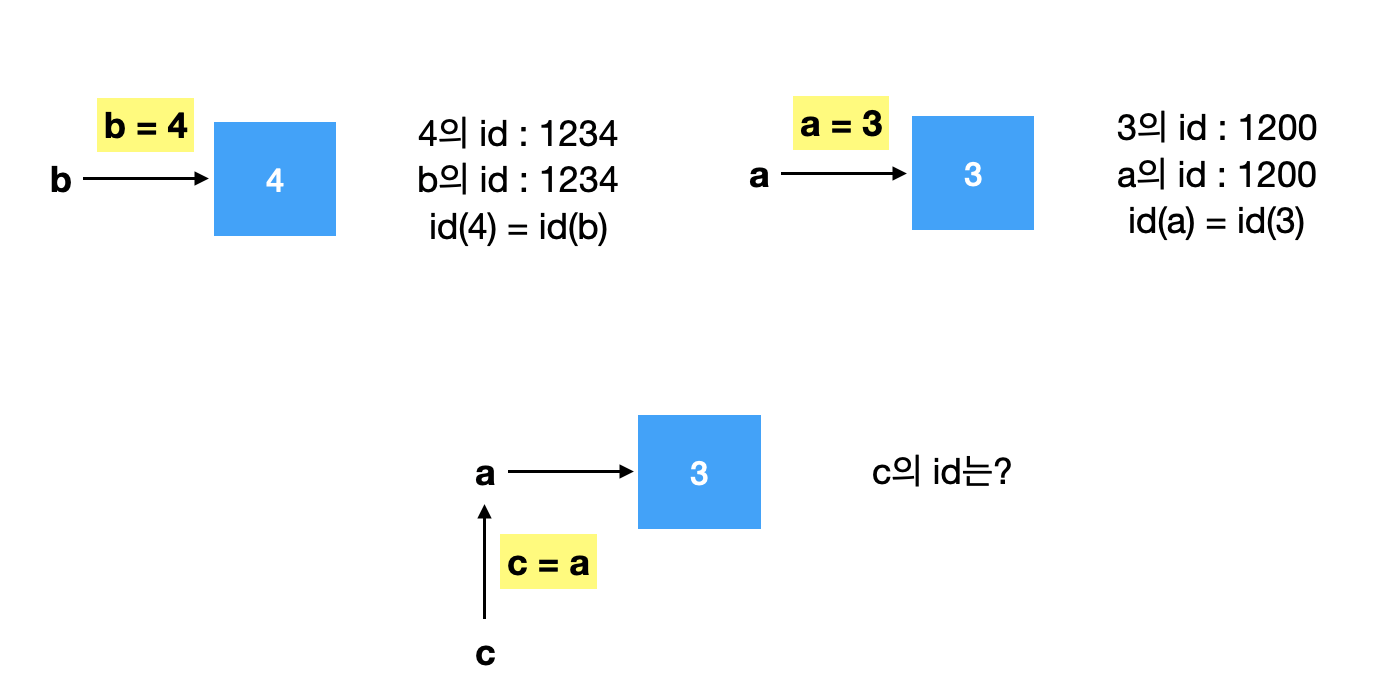 b = 4
b
4
4의 id : 1234
b의 id : 1234
id(4) = id(b)
a = 3
a
3
3의 id : 1200
a의 id : 1200
id(a) = id(3)
a
3
c의 id는?
c = a
c